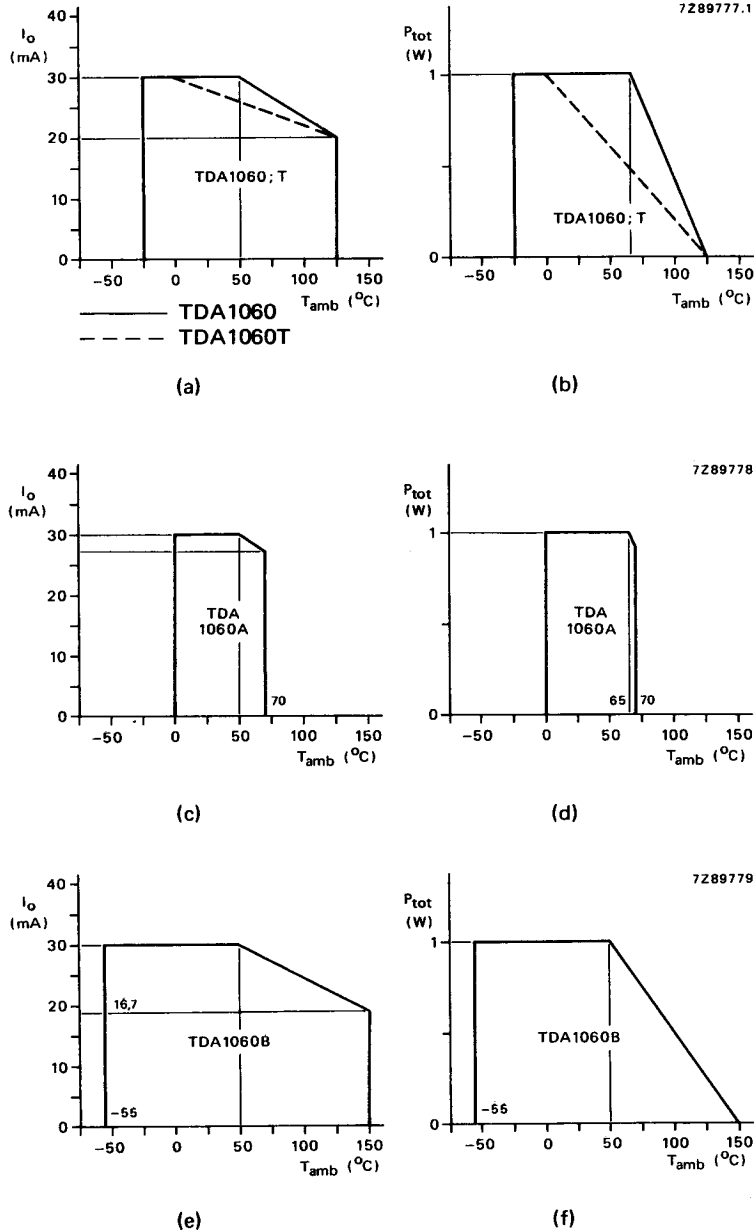 7Z89777.1
I₀
(mA)
40
30
20
10
0
TDA1060; T
−50 0 50 100 150
T_amb (°C)
TDA1060
TDA1060T
(a)
P_tot
(W)
1
0
TDA1060; T
−50 0 50 100 150
T_amb (°C)
(b)
I₀
(mA)
40
30
20
10
0
TDA
1060A
70
−50 0 50 100 150
T_amb (°C)
(c)
7Z89778
P_tot
(W)
1
0
TDA
1060A
65 70
−50 0 50 100 150
T_amb (°C)
(d)
I₀
(mA)
40
30
20
10
0
16,7
TDA1060B
−55
−50 0 50 100 150
T_amb (°C)
(e)
7Z89779
P_tot
(W)
1
0
TDA1060B
−55
−50 0 50 100 150
T_amb (°C)
(f)